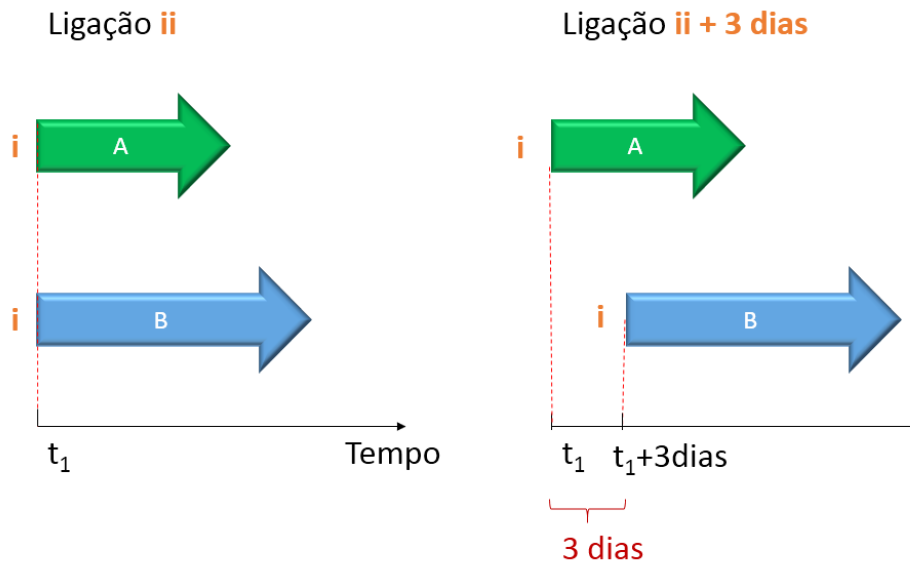 Ligação ii
i
A
i
B
t₁
Tempo
Ligação ii + 3 dias
i
A
i
B
t₁
t₁+3dias
3 dias